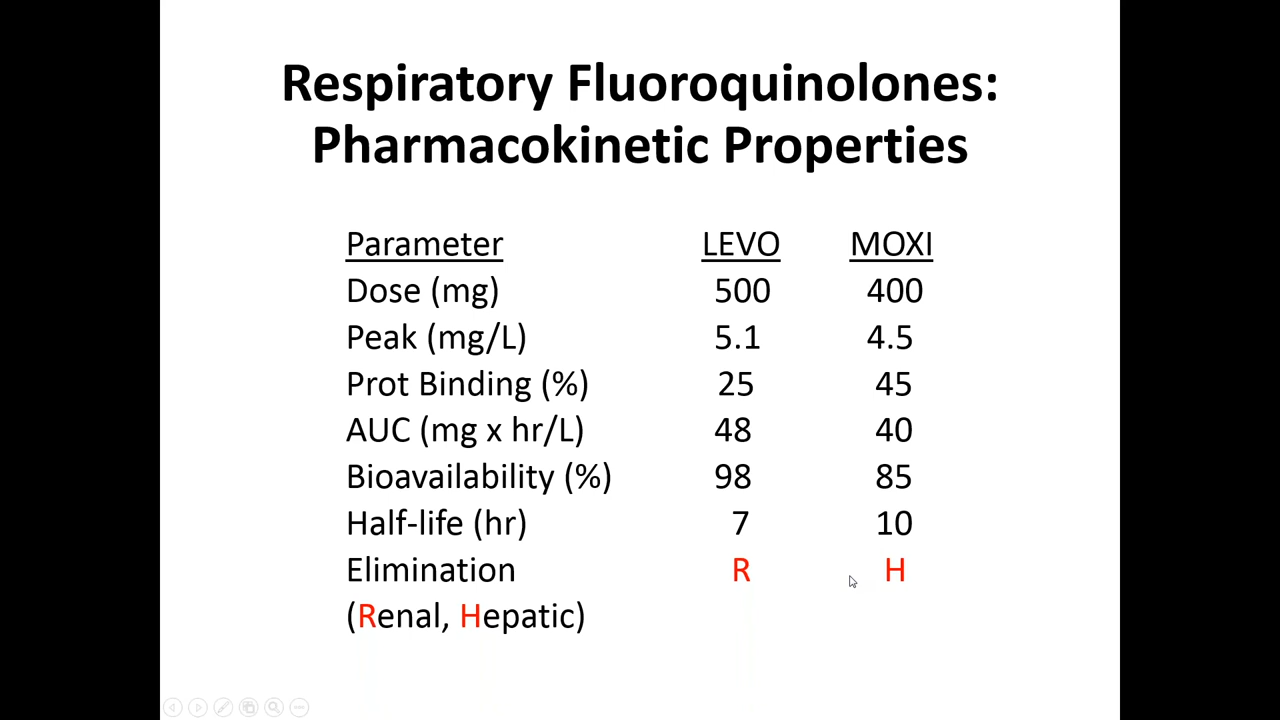 Respiratory Fluoroquinolones:
Pharmacokinetic Properties
Parameter LEVO MOXI
Dose (mg) 500 400
Peak (mg/L) 5.1 4.5
Prot Binding (%) 25 45
AUC (mg x hr/L) 48 40
Bioavailability (%) 98 85
Half-life (hr) 7 10
Elimination R H
(Renal, Hepatic)